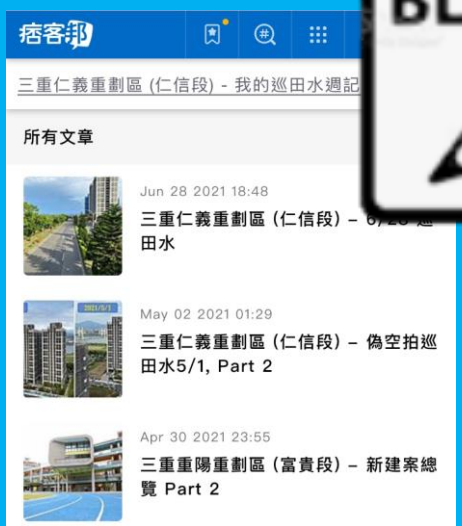 痞客邦
三重仁義重劃區 (仁信段) - 我的巡田水週記
所有文章
Jun 28 2021 18:48
三重仁義重劃區 (仁信段) – 6/28 巡
田水
May 02 2021 01:29
2021/5/1
三重仁義重劃區 (仁信段) – 偽空拍巡
田水5/1, Part 2
Apr 30 2021 23:55
三重重陽重劃區 (富貴段) – 新建案總
覽 Part 2